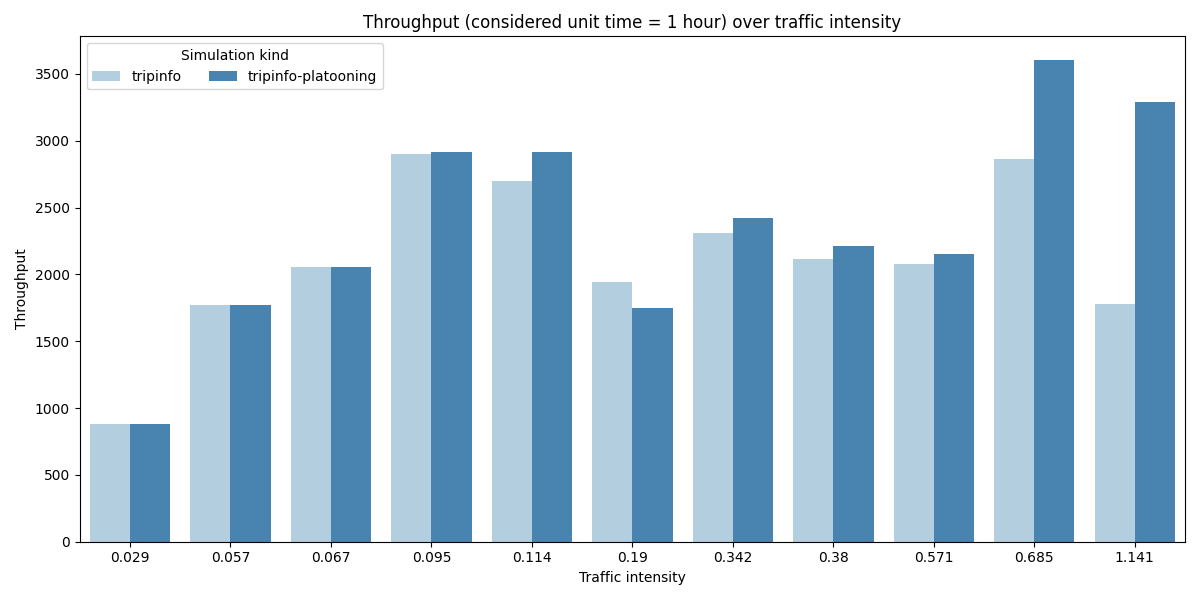 Throughput (considered unit time = 1 hour) over traffic intensity
Simulation kind
tripinfo tripinfo-platooning
Throughput
3500
3000
2500
2000
1500
1000
500
0
0.029 0.057 0.067 0.095 0.114 0.19 0.342 0.38 0.571 0.685 1.141
Traffic intensity